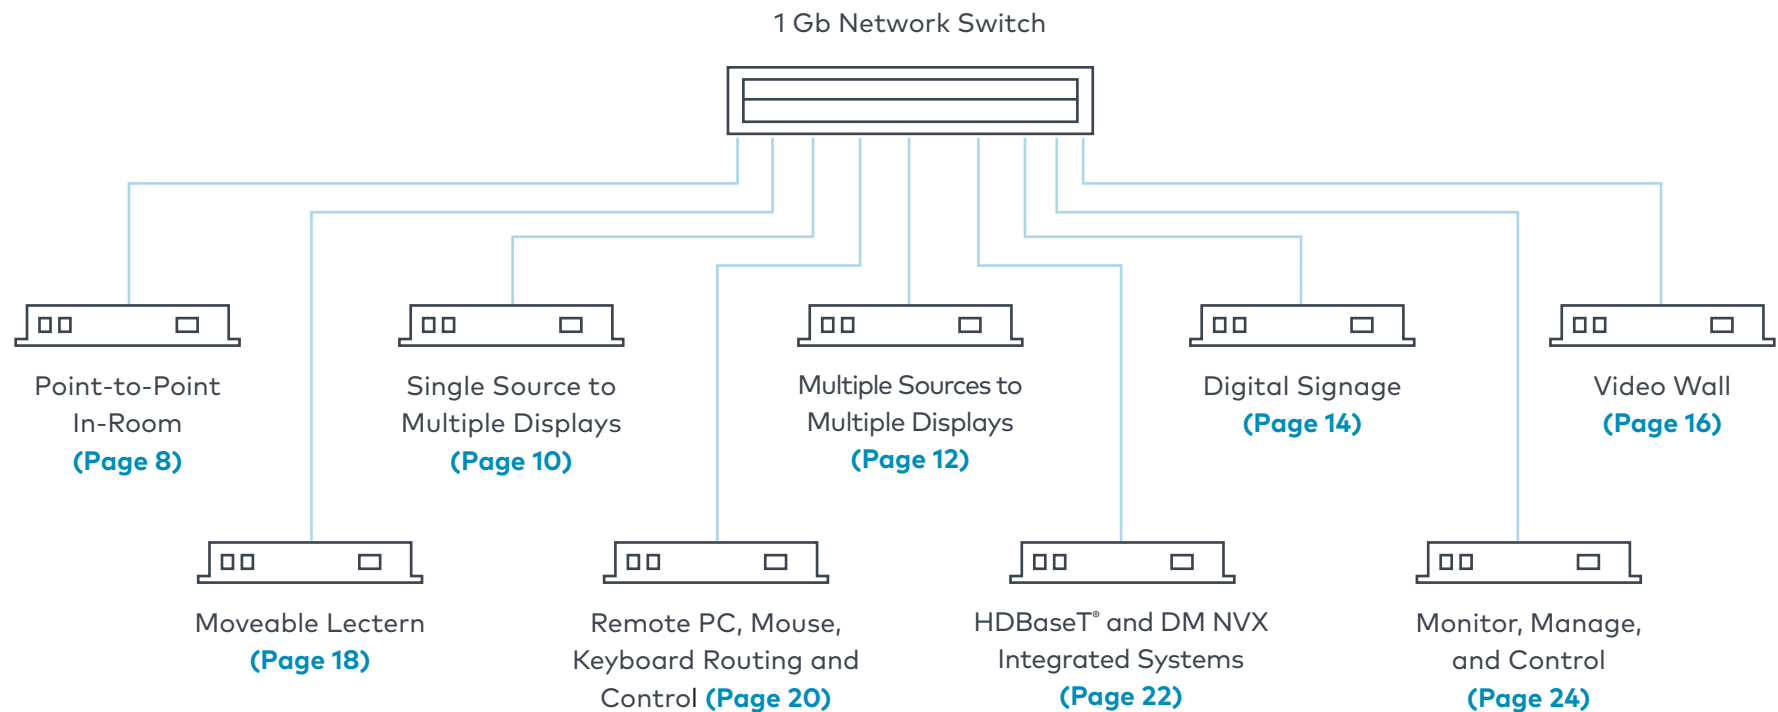 1 Gb Network Switch
Point-to-Point
In-Room
(Page 8)
Single Source to
Multiple Displays
(Page 10)
Multiple Sources to
Multiple Displays
(Page 12)
Digital Signage
(Page 14)
Video Wall
(Page 16)
Moveable Lectern
(Page 18)
Remote PC, Mouse,
Keyboard Routing and
Control (Page 20)
HDBaseT® and DM NVX
Integrated Systems
(Page 22)
Monitor, Manage,
and Control
(Page 24)